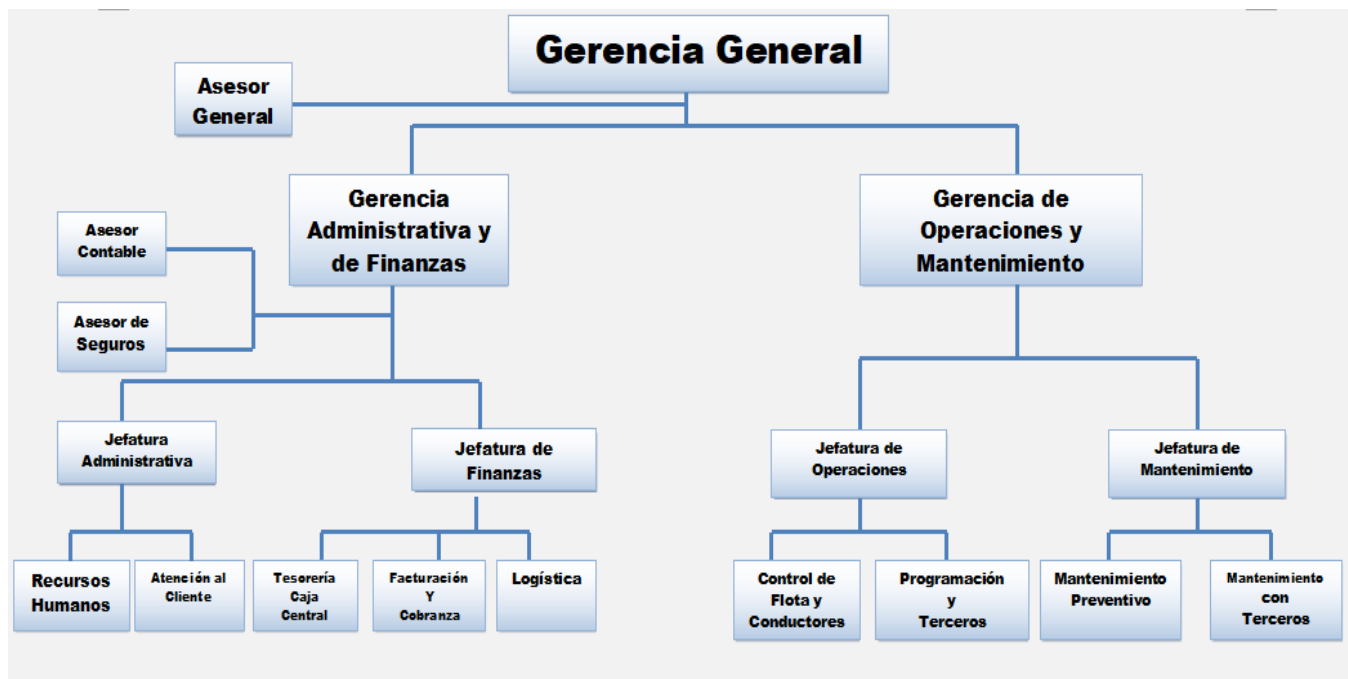 Gerencia General
Asesor
General
Gerencia
Administrativa y
de Finanzas
Gerencia de
Operaciones y
Mantenimiento
Asesor
Contable
Asesor de
Seguros
Jefatura
Administrativa
Jefatura de
Finanzas
Jefatura de
Operaciones
Jefatura de
Mantenimiento
Recursos
Humanos
Atención al
Cliente
Tesorería
Caja
Central
Facturación
Y
Cobranza
Logística
Control de
Flota y
Conductores
Programación
y
Terceros
Mantenimiento
Preventivo
Mantenimiento
con
Terceros